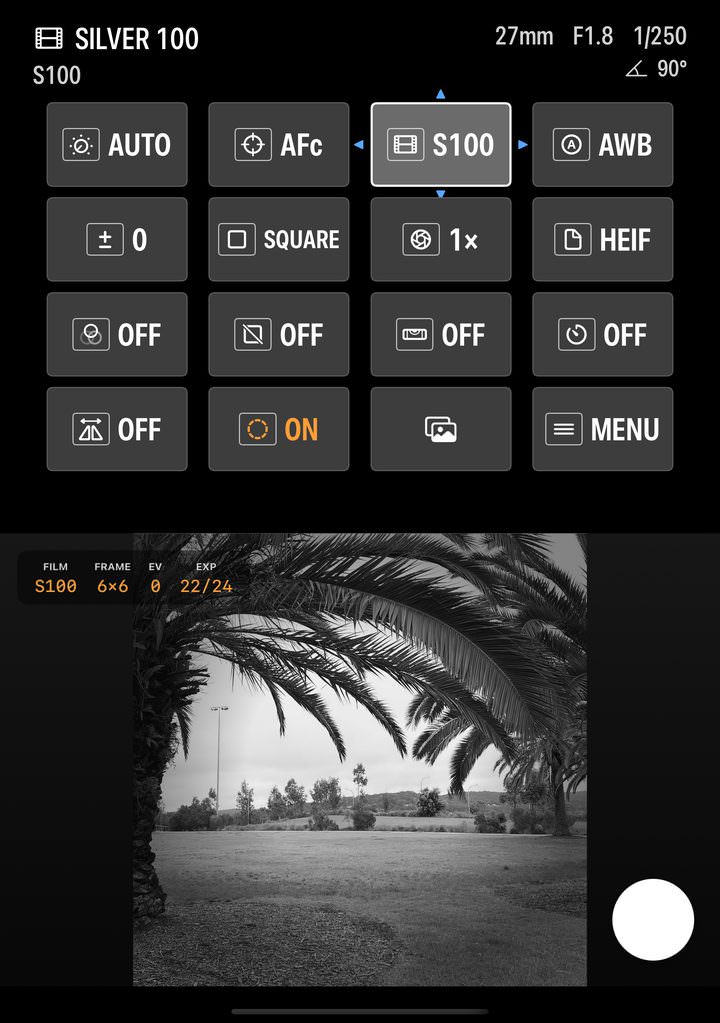 SILVER 100
27mm F1.8 1/250
S100
90°
AUTO
AFc
S100
A AWB
± 0
SQUARE
1×
HEIF
OFF
OFF
OFF
OFF
OFF
ON
MENU
FILM FRAME EV EXP
S100 6×6 0 22/24